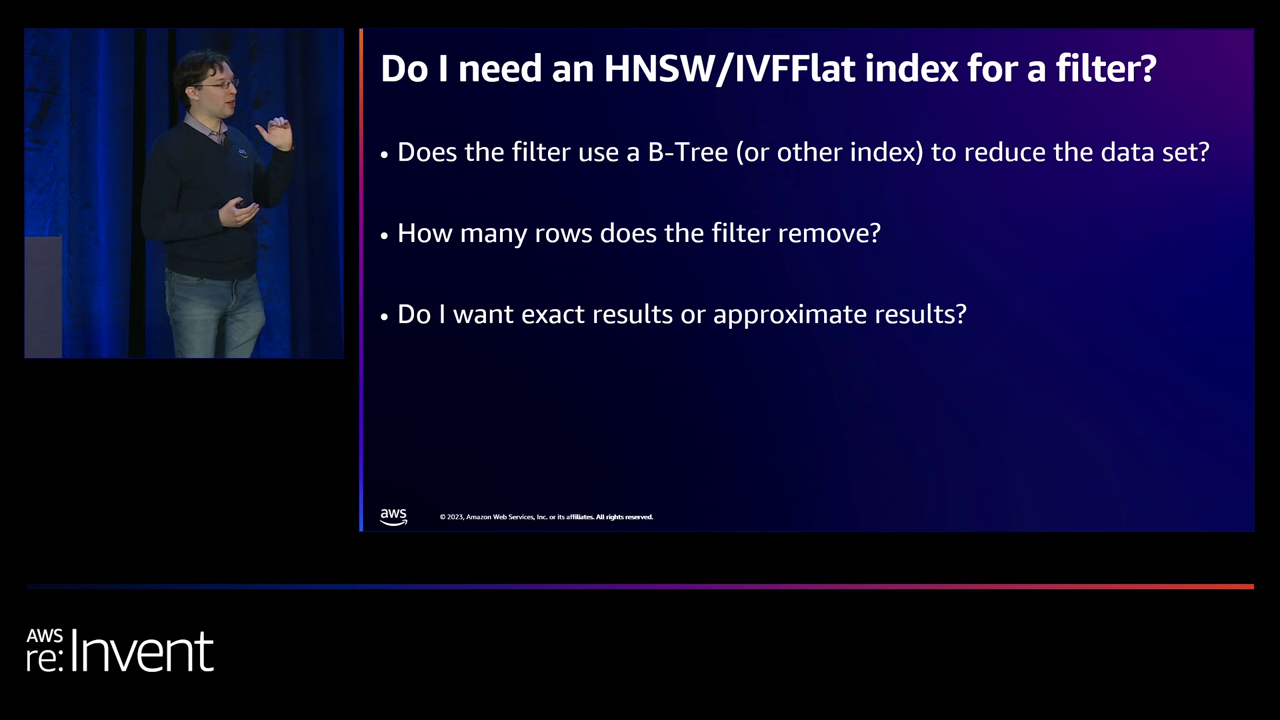 Do I need an HNSW/IVFFlat index for a filter?
• Does the filter use a B-Tree (or other index) to reduce the data set?
• How many rows does the filter remove?
• Do I want exact results or approximate results?
aws
© 2023, Amazon Web Services, Inc. or its affiliates. All rights reserved.
AWS
re:Invent